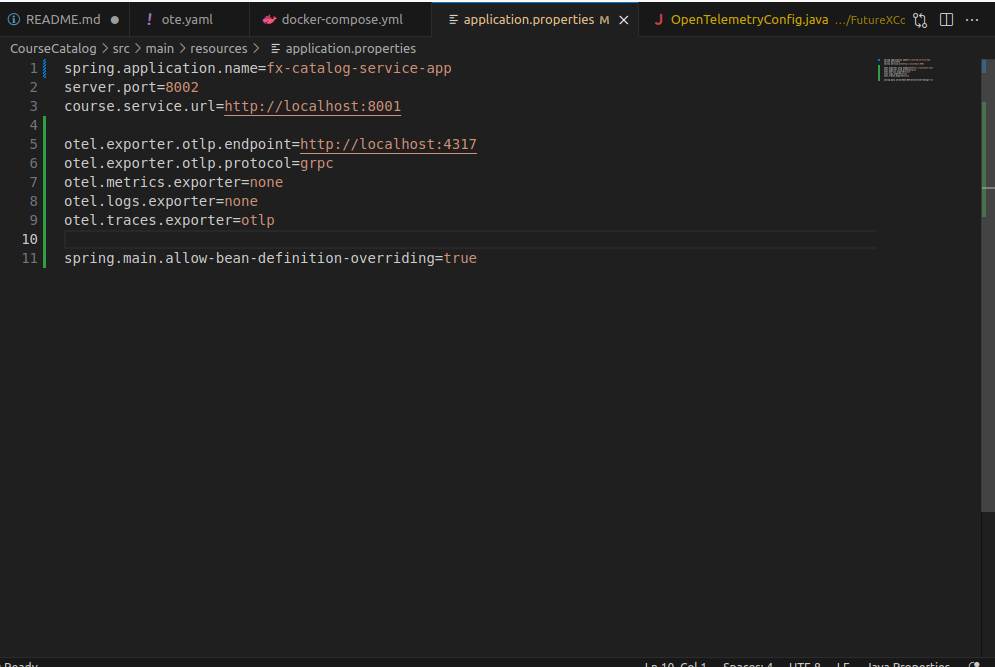 README.md ● ! ote.yaml docker-compose.yml application.properties M × J OpenTelemetryConfig.java .../FutureXCo ...
CourseCatalog > src > main > resources > application.properties
1 spring.application.name=fx-catalog-service-app
2 server.port=8002
3 course.service.url=http://localhost:8001
4
5 otel.exporter.otlp.endpoint=http://localhost:4317
6 otel.exporter.otlp.protocol=grpc
7 otel.metrics.exporter=none
8 otel.logs.exporter=none
9 otel.traces.exporter=otlp
10
11 spring.main.allow-bean-definition-overriding=true
Ready Ln 10, Col 1 Spaces: 4 UTF-8 LF Java Properties